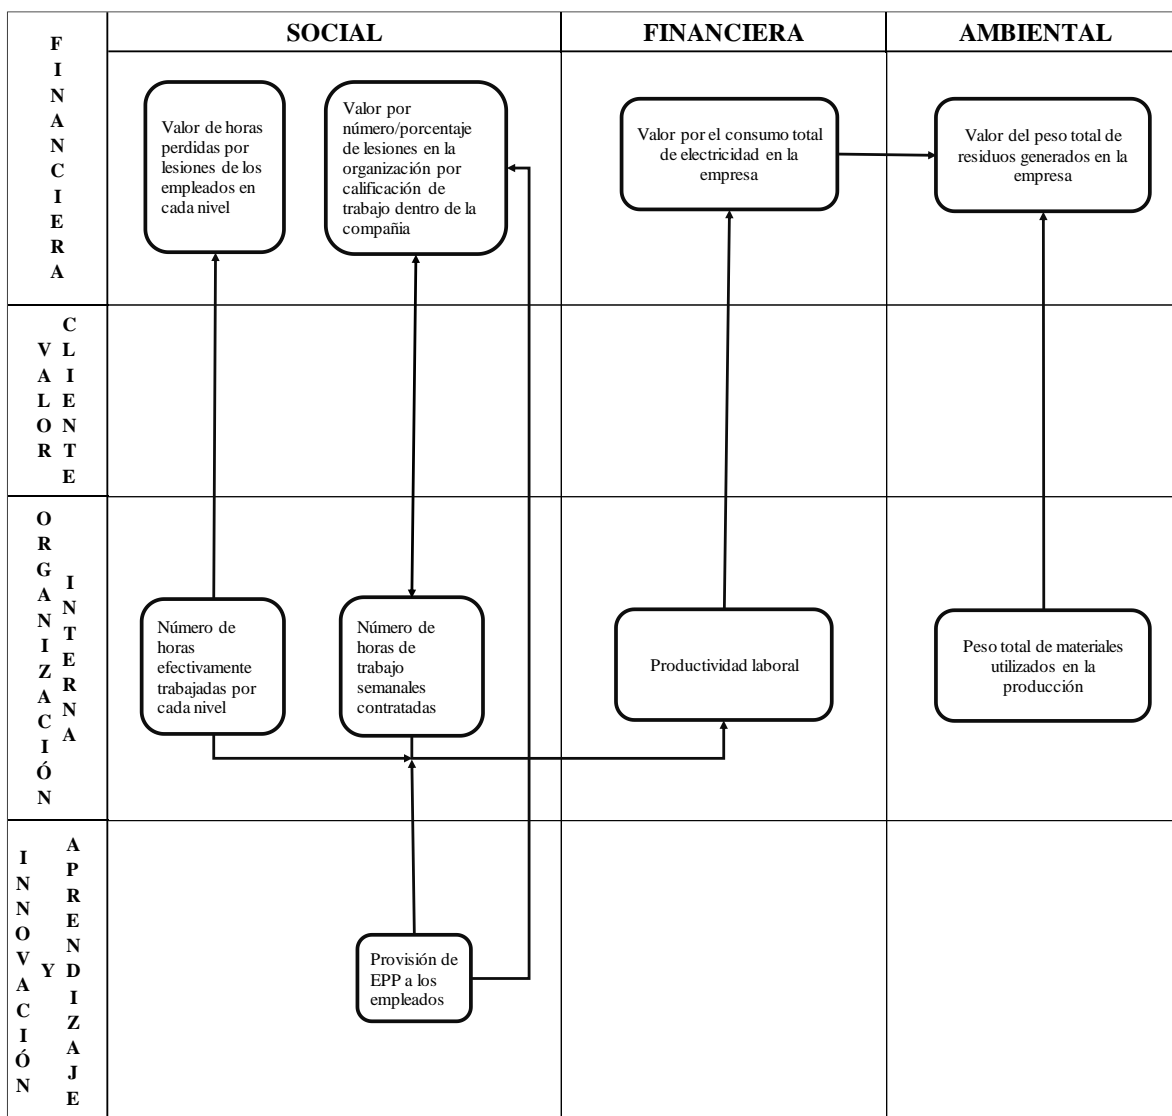 SOCIAL
FINANCIERA
AMBIENTAL
FINANCIERA
Valor de horas
perdidas por
lesiones de los
empleados en
cada nivel
Valor por
número/porcentaje
de lesiones en la
organización por
calificación de
trabajo dentro de la
compañia
Valor por el consumo total
de electricidad en la
empresa
Valor del peso total de
residuos generados en la
empresa
VALOR
CLIENTE
ORGANIZACIÓN
INTERNA
Número de
horas
efectivamente
trabajadas por
cada nivel
Número de
horas de
trabajo
semanales
contratadas
Productividad laboral
Peso total de materiales
utilizados en la
producción
INNOVACIÓN
Y
APRENDIZAJE
Provisión de
EPP a los
empleados